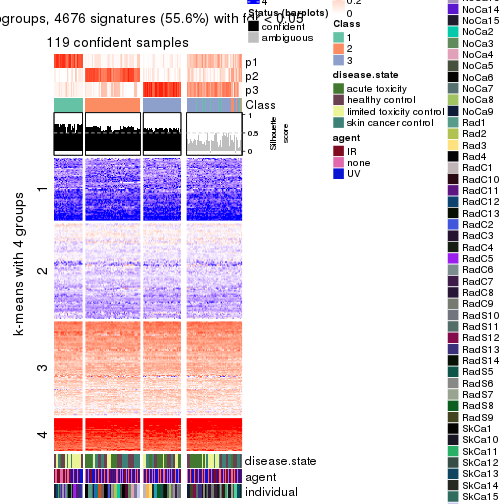 groups, 4676 signatures (55.6%) with fdr < 0.05
119 confident samples
p1
p2
p3
Class
1
0.5
0
Silhouette
score
k-means with 4 groups
1
2
3
4
disease.state
agent
individual
4
Status (barplots)
confident
ambiguous
0.2
0
Class
1
2
3
disease.state
acute toxicity
healthy control
limited toxicity control
skin cancer control
agent
IR
none
UV
NoCa14
NoCa15
NoCa2
NoCa3
NoCa4
NoCa5
NoCa6
NoCa7
NoCa8
NoCa9
Rad1
Rad2
Rad3
Rad4
RadC1
RadC10
RadC11
RadC12
RadC13
RadC2
RadC3
RadC4
RadC5
RadC6
RadC7
RadC8
RadC9
RadS10
RadS11
RadS12
RadS13
RadS14
RadS5
RadS6
RadS7
RadS8
RadS9
SkCa1
SkCa10
SkCa11
SkCa12
SkCa13
SkCa14
SkCa15